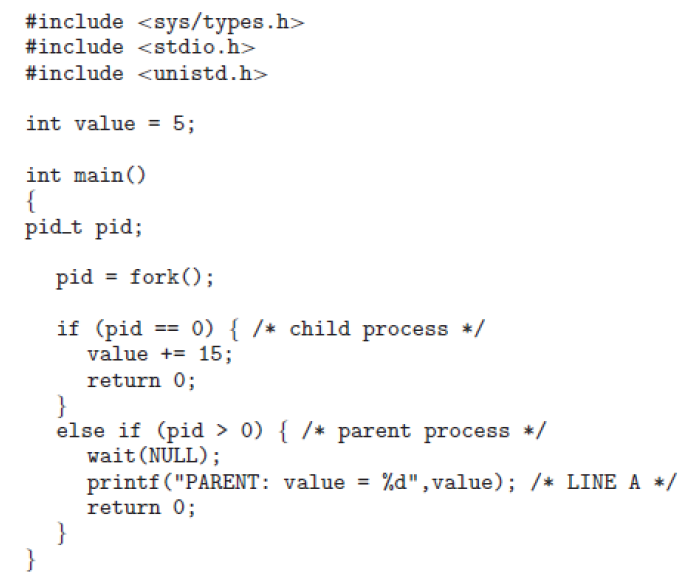 #include <sys/types.h>
#include <stdio.h>
#include <unistd.h>
int value = 5;
int main()
{
pid_t pid;
pid = fork();
if (pid == 0) { /* child process */
value += 15;
return 0;
}
else if (pid > 0) { /* parent process */
wait(NULL);
printf("PARENT: value = %d",value); /* LINE A */
return 0;
}
}